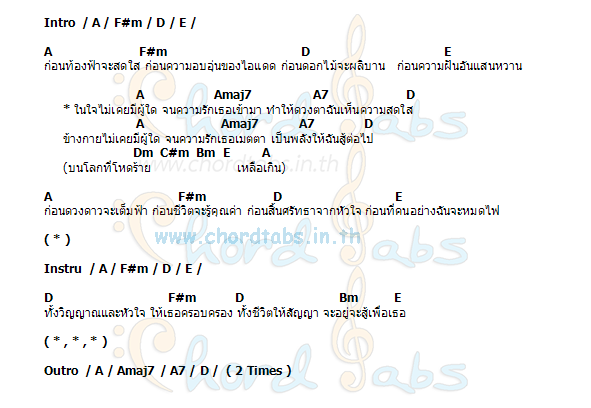 Intro / A / F#m / D / E /
A F#m D E
ก่อนท้องฟ้าจะสดใส ก่อนความอบอุ่นของไอแดด ก่อนดอกไม้จะผลิบาน ก่อนความฝันอันแสนหวาน
A Amaj7 A7 D
* ในใจไม่เคยมีผู้ใด จนความรักเธอเข้ามา ทำให้ดวงตาฉันเห็นความสดใส
A Amaj7 A7 D
ข้างกายไม่เคยมีผู้ใด จนความรักเธอเมตตา เป็นพลังให้ฉันสู้ต่อไป
Dm C#m Bm E A
(บนโลกที่โหดร้าย เหลือเกิน)
www.chordtabs.in.th
A F#m D E
ก่อนดวงดาวจะเต็มฟ้า ก่อนชีวิตจะรู้คุณค่า ก่อนสิ้นศรัทธาจากหัวใจ ก่อนที่คนอย่างฉันจะหมดไฟ
( * )
www.chordtabs.in.th
Instru / A / F#m / D / E /
D F#m D Bm E
ทั้งวิญญาณและหัวใจ ให้เธอครอบครอง ทั้งชีวิตให้สัญญา จะอยู่จะสู้เพื่อเธอ
( * , * , * )
Outro / A / Amaj7 / A7 / D / ( 2 Times )